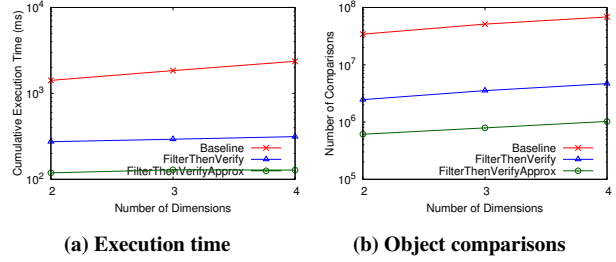 Cumulative Execution Time (ms)
10^4
10^3
10^2
2
3
4
Baseline
FilterThenVerify
FilterThenVerifyApprox
Number of Dimensions
(a) Execution time
Number of Comparisons
10^8
10^7
10^6
10^5
2
3
4
Baseline
FilterThenVerify
FilterThenVerifyApprox
Number of Dimensions
(b) Object comparisons